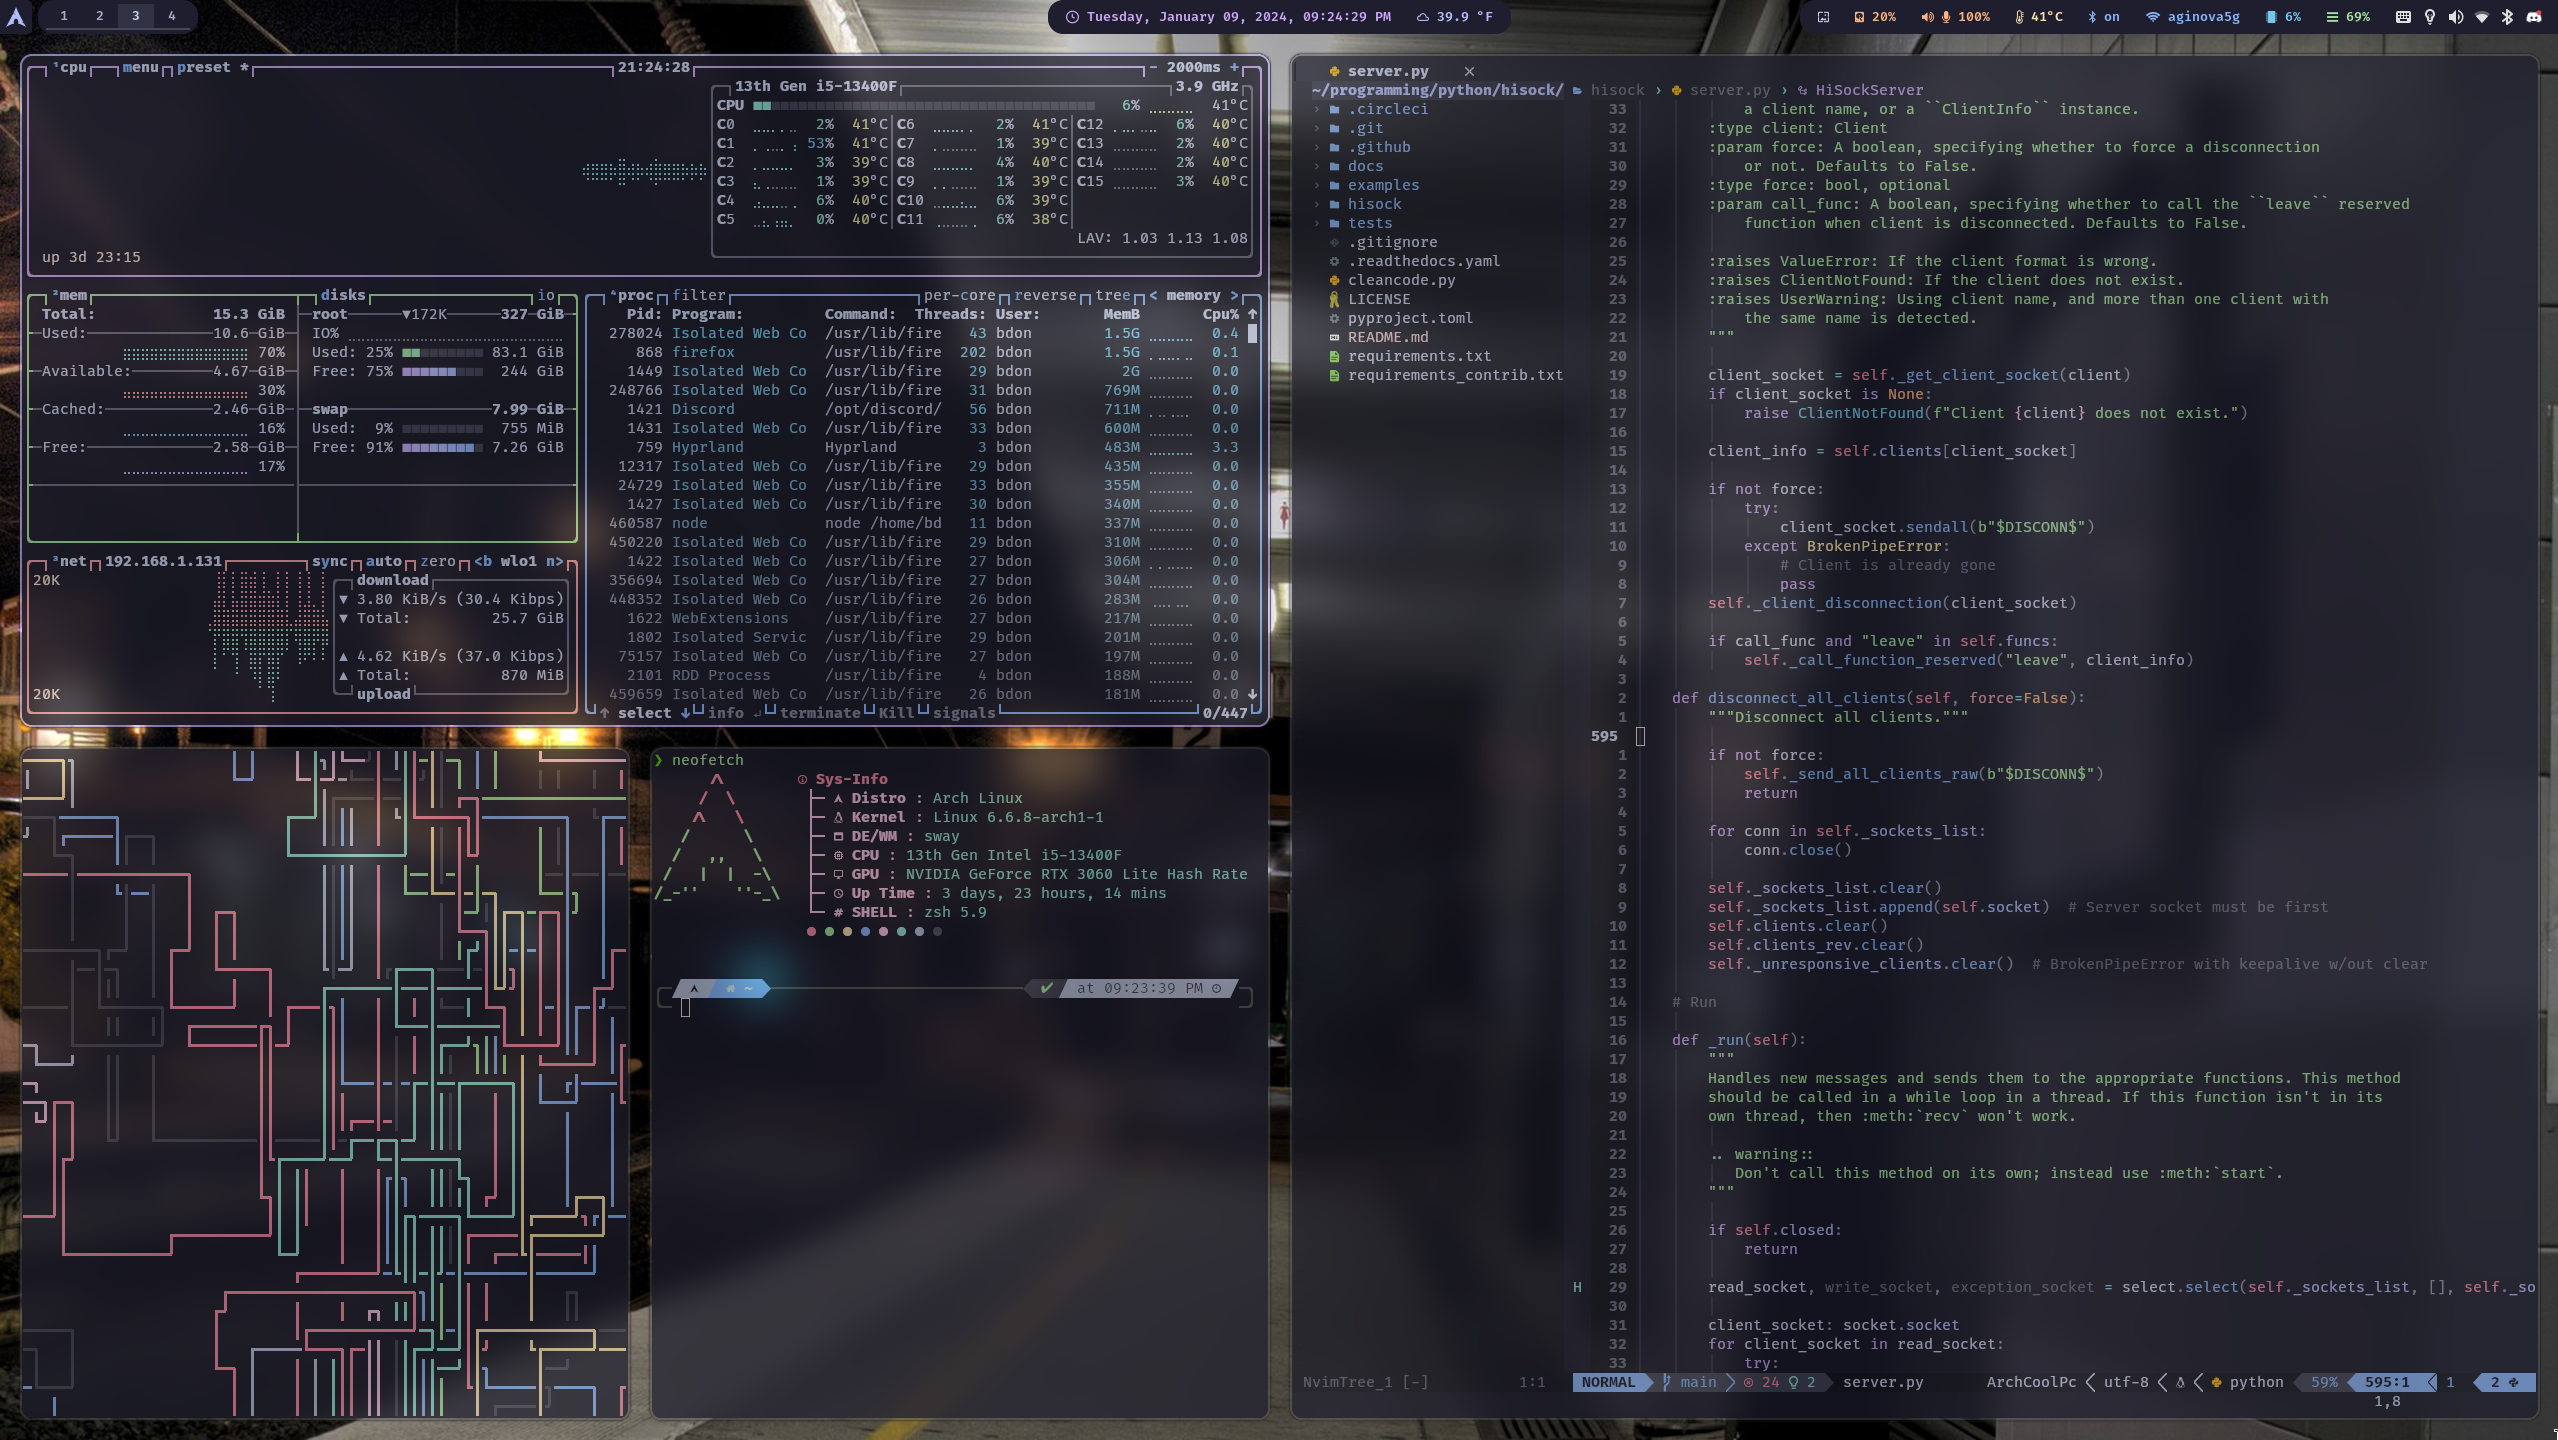 1 2 3 4
Tuesday, January 09, 2024, 09:24:29 PM 39.9 °F
20% 100% 41°C on aginova5g 6% 69%
¹cpu menu preset * 21:24:28 - 2000ms +
13th Gen i5-13400F 3.9 GHz
CPU 6% 41°C
C0 2% 41°C C6 2% 41°C C12 6% 40°C
C1 53% 41°C C7 1% 39°C C13 2% 40°C
C2 3% 39°C C8 4% 40°C C14 2% 40°C
C3 1% 39°C C9 1% 39°C C15 3% 40°C
C4 6% 40°C C10 6% 39°C
C5 0% 40°C C11 6% 38°C
LAV: 1.03 1.13 1.08
up 3d 23:15
²mem disks io
Total: 15.3 GiB root ▼172K 327 GiB
Used: 10.6 GiB IO%
70% Used: 25% 83.1 GiB
Available: 4.67 GiB Free: 75% 244 GiB
30%
Cached: 2.46 GiB swap 7.99 GiB
16% Used: 9% 755 MiB
Free: 2.58 GiB Free: 91% 7.26 GiB
17%
³net 192.168.1.131 sync auto zero <b wlo1 n>
20K download
▼ 3.80 KiB/s (30.4 Kibps)
▼ Total: 25.7 GiB
▲ 4.62 KiB/s (37.0 Kibps)
▲ Total: 870 MiB
20K upload
⁴proc filter per-core reverse tree < memory >
Pid: Program: Command: Threads: User: MemB Cpu% ↑
278024 Isolated Web Co /usr/lib/fire 43 bdon 1.5G 0.4
868 firefox /usr/lib/fire 202 bdon 1.5G 0.1
1449 Isolated Web Co /usr/lib/fire 29 bdon 2G 0.0
248766 Isolated Web Co /usr/lib/fire 31 bdon 769M 0.0
1421 Discord /opt/discord/ 56 bdon 711M 0.0
1431 Isolated Web Co /usr/lib/fire 33 bdon 600M 0.0
759 Hyprland Hyprland 3 bdon 483M 3.3
12317 Isolated Web Co /usr/lib/fire 29 bdon 435M 0.0
24729 Isolated Web Co /usr/lib/fire 33 bdon 355M 0.0
1427 Isolated Web Co /usr/lib/fire 30 bdon 340M 0.0
460587 node node /home/bd 11 bdon 337M 0.0
450220 Isolated Web Co /usr/lib/fire 29 bdon 310M 0.0
1422 Isolated Web Co /usr/lib/fire 27 bdon 306M 0.0
356694 Isolated Web Co /usr/lib/fire 27 bdon 304M 0.0
448352 Isolated Web Co /usr/lib/fire 26 bdon 283M 0.0
1622 WebExtensions /usr/lib/fire 27 bdon 217M 0.0
1802 Isolated Servic /usr/lib/fire 29 bdon 201M 0.0
75157 Isolated Web Co /usr/lib/fire 27 bdon 197M 0.0
2101 RDD Process /usr/lib/fire 4 bdon 188M 0.0
459659 Isolated Web Co /usr/lib/fire 26 bdon 181M 0.0 ↓
↑ select ↓ info ↵ terminate Kill signals 0/447
❯ neofetch
Sys-Info
Distro : Arch Linux
Kernel : Linux 6.6.8-arch1-1
DE/WM : sway
CPU : 13th Gen Intel i5-13400F
GPU : NVIDIA GeForce RTX 3060 Lite Hash Rate
Up Time : 3 days, 23 hours, 14 mins
# SHELL : zsh 5.9
~ ✔ at 09:23:39 PM
server.py ×
~/programming/python/hisock/
› .circleci
› .git
› .github
› docs
› examples
› hisock
› tests
.gitignore
.readthedocs.yaml
cleancode.py
LICENSE
pyproject.toml
README.md
requirements.txt
requirements_contrib.txt
hisock › server.py › HiSockServer
33 a client name, or a ``ClientInfo`` instance.
32 :type client: Client
31 :param force: A boolean, specifying whether to force a disconnection
30 or not. Defaults to False.
29 :type force: bool, optional
28 :param call_func: A boolean, specifying whether to call the ``leave`` reserved
27 function when client is disconnected. Defaults to False.
26
25 :raises ValueError: If the client format is wrong.
24 :raises ClientNotFound: If the client does not exist.
23 :raises UserWarning: Using client name, and more than one client with
22 the same name is detected.
21 """
20
19 client_socket = self._get_client_socket(client)
18 if client_socket is None:
17 raise ClientNotFound(f"Client {client} does not exist.")
16
15 client_info = self.clients[client_socket]
14
13 if not force:
12 try:
11 client_socket.sendall(b"$DISCONN$")
10 except BrokenPipeError:
9 # Client is already gone
8 pass
7 self._client_disconnection(client_socket)
6
5 if call_func and "leave" in self.funcs:
4 self._call_function_reserved("leave", client_info)
3
2 def disconnect_all_clients(self, force=False):
1 """Disconnect all clients."""
595
1 if not force:
2 self._send_all_clients_raw(b"$DISCONN$")
3 return
4
5 for conn in self._sockets_list:
6 conn.close()
7
8 self._sockets_list.clear()
9 self._sockets_list.append(self.socket) # Server socket must be first
10 self.clients.clear()
11 self.clients_rev.clear()
12 self._unresponsive_clients.clear() # BrokenPipeError with keepalive w/out clear
13
14 # Run
15
16 def _run(self):
17 """
18 Handles new messages and sends them to the appropriate functions. This method
19 should be called in a while loop in a thread. If this function isn't in its
20 own thread, then :meth:`recv` won't work.
21
22 .. warning::
23 Don't call this method on its own; instead use :meth:`start`.
24 """
25
26 if self.closed:
27 return
28
H 29 read_socket, write_socket, exception_socket = select.select(self._sockets_list, [], self._so
30
31 client_socket: socket.socket
32 for client_socket in read_socket:
33 try:
NvimTree_1 [-] 1:1 NORMAL main 24 2 server.py ArchCoolPc utf-8 python 59% 595:1 1 2
1,8